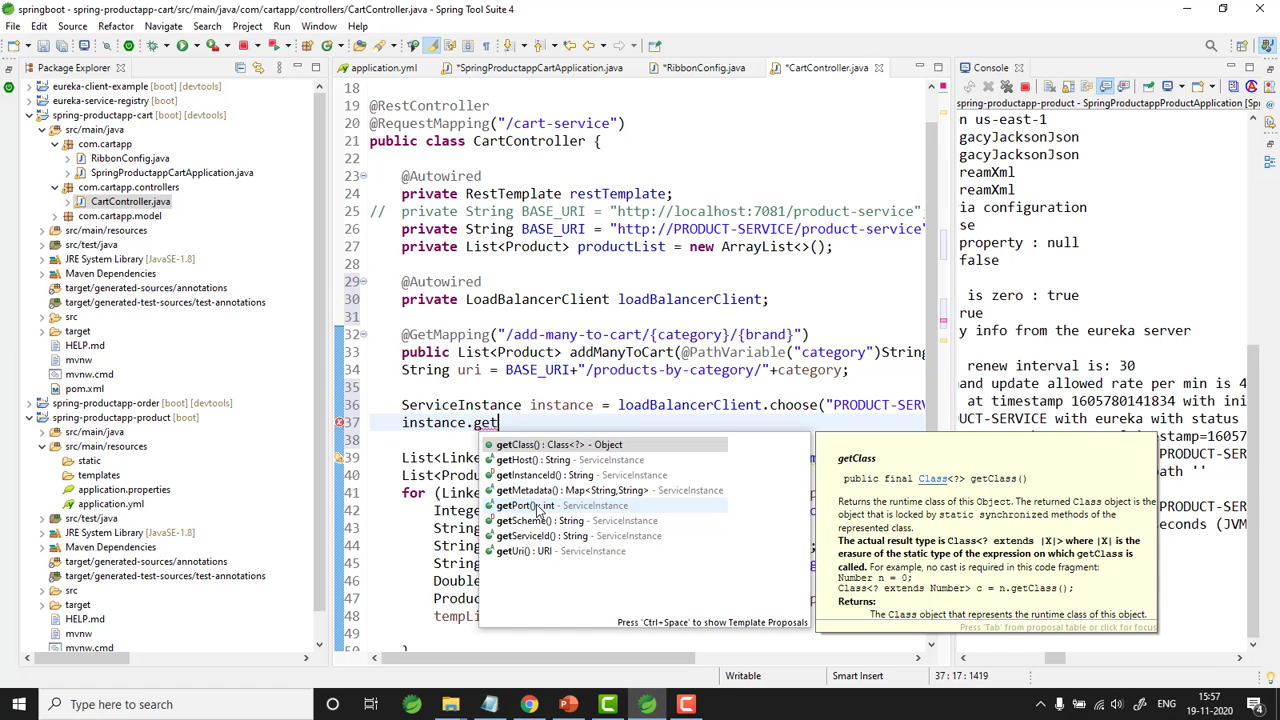 springboot - spring-productapp-cart/src/main/java/com/cartapp/controllers/CartController.java - Spring Tool Suite 4
File Edit Source Refactor Navigate Search Project Run Window Help
Package Explorer
eureka-client-example [boot] [devtools]
eureka-service-registry [boot] [devtools]
spring-productapp-cart [boot] [devtools]
src/main/java
com.cartapp
RibbonConfig.java
SpringProductappCartApplication.java
com.cartapp.controllers
CartController.java
com.cartapp.model
src/main/resources
src/test/java
JRE System Library [JavaSE-1.8]
Maven Dependencies
target/generated-sources/annotations
target/generated-test-sources/test-annotations
src
target
HELP.md
mvnw
mvnw.cmd
pom.xml
spring-productapp-order [boot] [devtools]
spring-productapp-product [boot]
src/main/java
src/main/resources
static
templates
application.properties
application.yml
src/test/java
JRE System Library [JavaSE-1.8]
Maven Dependencies
target/generated-sources/annotations
target/generated-test-sources/test-annotations
src
target
HELP.md
mvnw
mvnw.cmd
application.yml *SpringProductappCartApplication.java *RibbonConfig.java *CartController.java
18
19 @RestController
20 @RequestMapping("/cart-service")
21 public class CartController {
22
23 @Autowired
24 private RestTemplate restTemplate;
25 // private String BASE_URI = "http://localhost:7081/product-service";
26 private String BASE_URI = "http://PRODUCT-SERVICE/product-service"
27 private List<Product> productList = new ArrayList<>();
28
29 @Autowired
30 private LoadBalancerClient loadBalancerClient;
31
32 @GetMapping("/add-many-to-cart/{category}/{brand}")
33 public List<Product> addManyToCart(@PathVariable("category")String
34 String uri = BASE_URI+"/products-by-category/"+category;
35
36 ServiceInstance instance = loadBalancerClient.choose("PRODUCT-SERV
37 instance.get
38
39 List<Link
40 List<Produ
41 for (Linke
42 Intege
43 String
44 String
45 String
46 Double
47 Produc
48 tempLi
49
50 }
getClass() : Class<?> - Object
getHost() : String - ServiceInstance
getInstanceId() : String - ServiceInstance
getMetadata() : Map<String,String> - ServiceInstance
getPort() : int - ServiceInstance
getScheme() : String - ServiceInstance
getServiceId() : String - ServiceInstance
getUri() : URI - ServiceInstance
Press 'Ctrl+Space' to show Template Proposals
getClass
public final Class<?> getClass()
Returns the runtime class of this Object. The returned Class object is the
object that is locked by static synchronized methods of the
represented class.
The actual result type is Class<? extends |X|> where |X| is the
erasure of the static type of the expression on which getClass is
called. For example, no cast is required in this code fragment:
Number n = 0;
Class<? extends Number> c = n.getClass();
Returns:
The Class object that represents the runtime class of this object.
Press 'Tab' from proposal table or click for focus
Console
spring-productapp-product - SpringProductappProductApplication [Sp
n us-east-1
gacyJacksonJson
gacyJacksonJson
reamXml
reamXml
ia configuration
se
property : null
false
is zero : true
rue
y info from the eureka server
renew interval is: 30
and update allowed rate per min is 4
at timestamp 1605780141834 with ini
DUCT-SERVICE with eureka with status
tamp=16057
path ''
econds (JVM
Writable Smart Insert 37 : 17 : 1419
Type here to search
ENG
15:57
19-11-2020
4